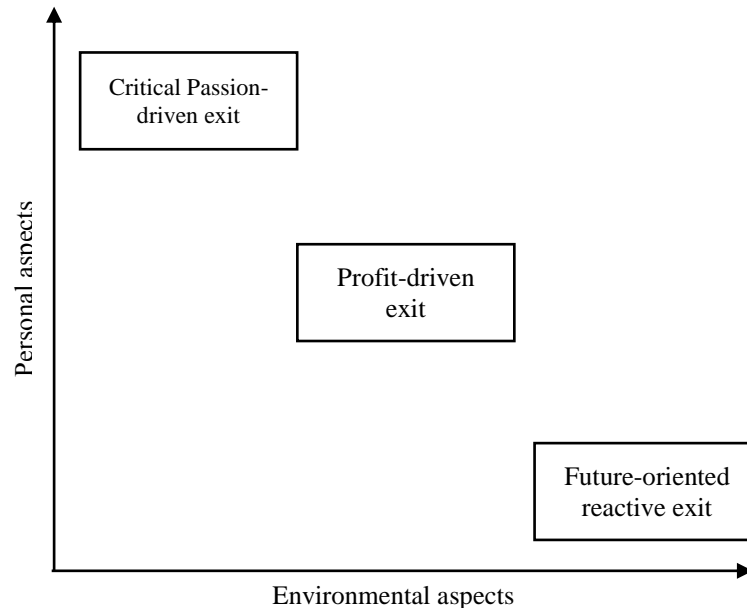 Critical Passion-
driven exit
Personal aspects
Profit-driven
exit
Future-oriented
reactive exit
Environmental aspects